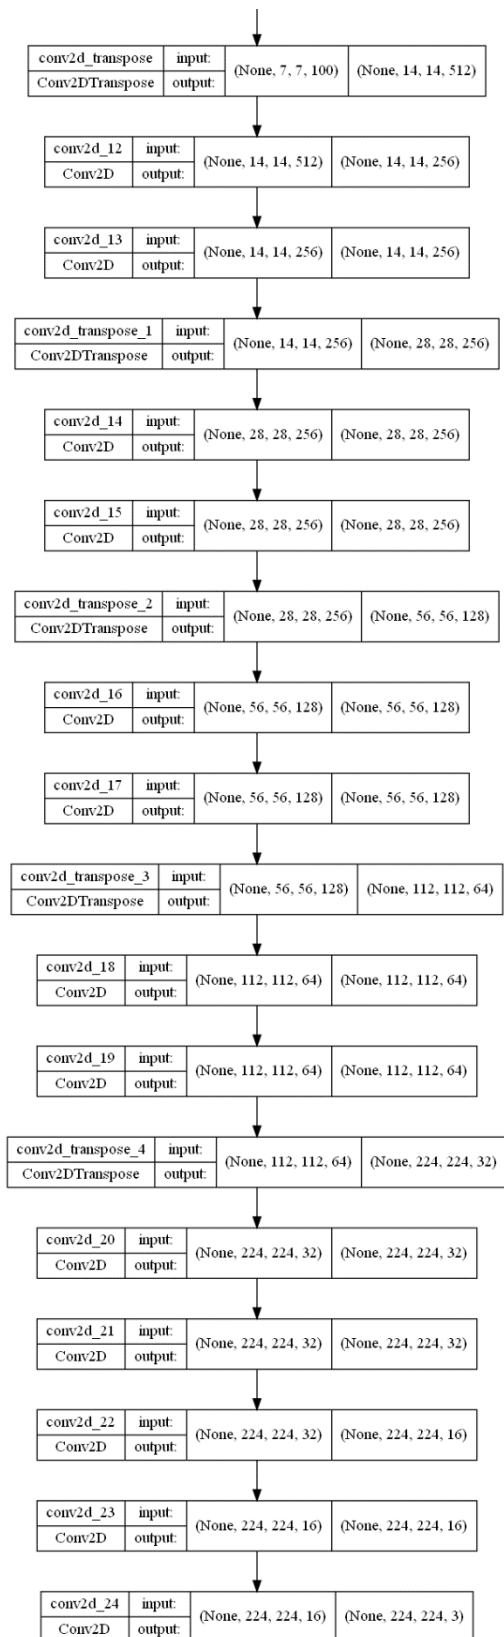 conv2d_transpose input: (None, 7, 7, 100) (None, 14, 14, 512)
Conv2DTranspose output:
conv2d_12 input: (None, 14, 14, 512) (None, 14, 14, 256)
Conv2D output:
conv2d_13 input: (None, 14, 14, 256) (None, 14, 14, 256)
Conv2D output:
conv2d_transpose_1 input: (None, 14, 14, 256) (None, 28, 28, 256)
Conv2DTranspose output:
conv2d_14 input: (None, 28, 28, 256) (None, 28, 28, 256)
Conv2D output:
conv2d_15 input: (None, 28, 28, 256) (None, 28, 28, 256)
Conv2D output:
conv2d_transpose_2 input: (None, 28, 28, 256) (None, 56, 56, 128)
Conv2DTranspose output:
conv2d_16 input: (None, 56, 56, 128) (None, 56, 56, 128)
Conv2D output:
conv2d_17 input: (None, 56, 56, 128) (None, 56, 56, 128)
Conv2D output:
conv2d_transpose_3 input: (None, 56, 56, 128) (None, 112, 112, 64)
Conv2DTranspose output:
conv2d_18 input: (None, 112, 112, 64) (None, 112, 112, 64)
Conv2D output:
conv2d_19 input: (None, 112, 112, 64) (None, 112, 112, 64)
Conv2D output:
conv2d_transpose_4 input: (None, 112, 112, 64) (None, 224, 224, 32)
Conv2DTranspose output:
conv2d_20 input: (None, 224, 224, 32) (None, 224, 224, 32)
Conv2D output:
conv2d_21 input: (None, 224, 224, 32) (None, 224, 224, 32)
Conv2D output:
conv2d_22 input: (None, 224, 224, 32) (None, 224, 224, 16)
Conv2D output:
conv2d_23 input: (None, 224, 224, 16) (None, 224, 224, 16)
Conv2D output:
conv2d_24 input: (None, 224, 224, 16) (None, 224, 224, 3)
Conv2D output: